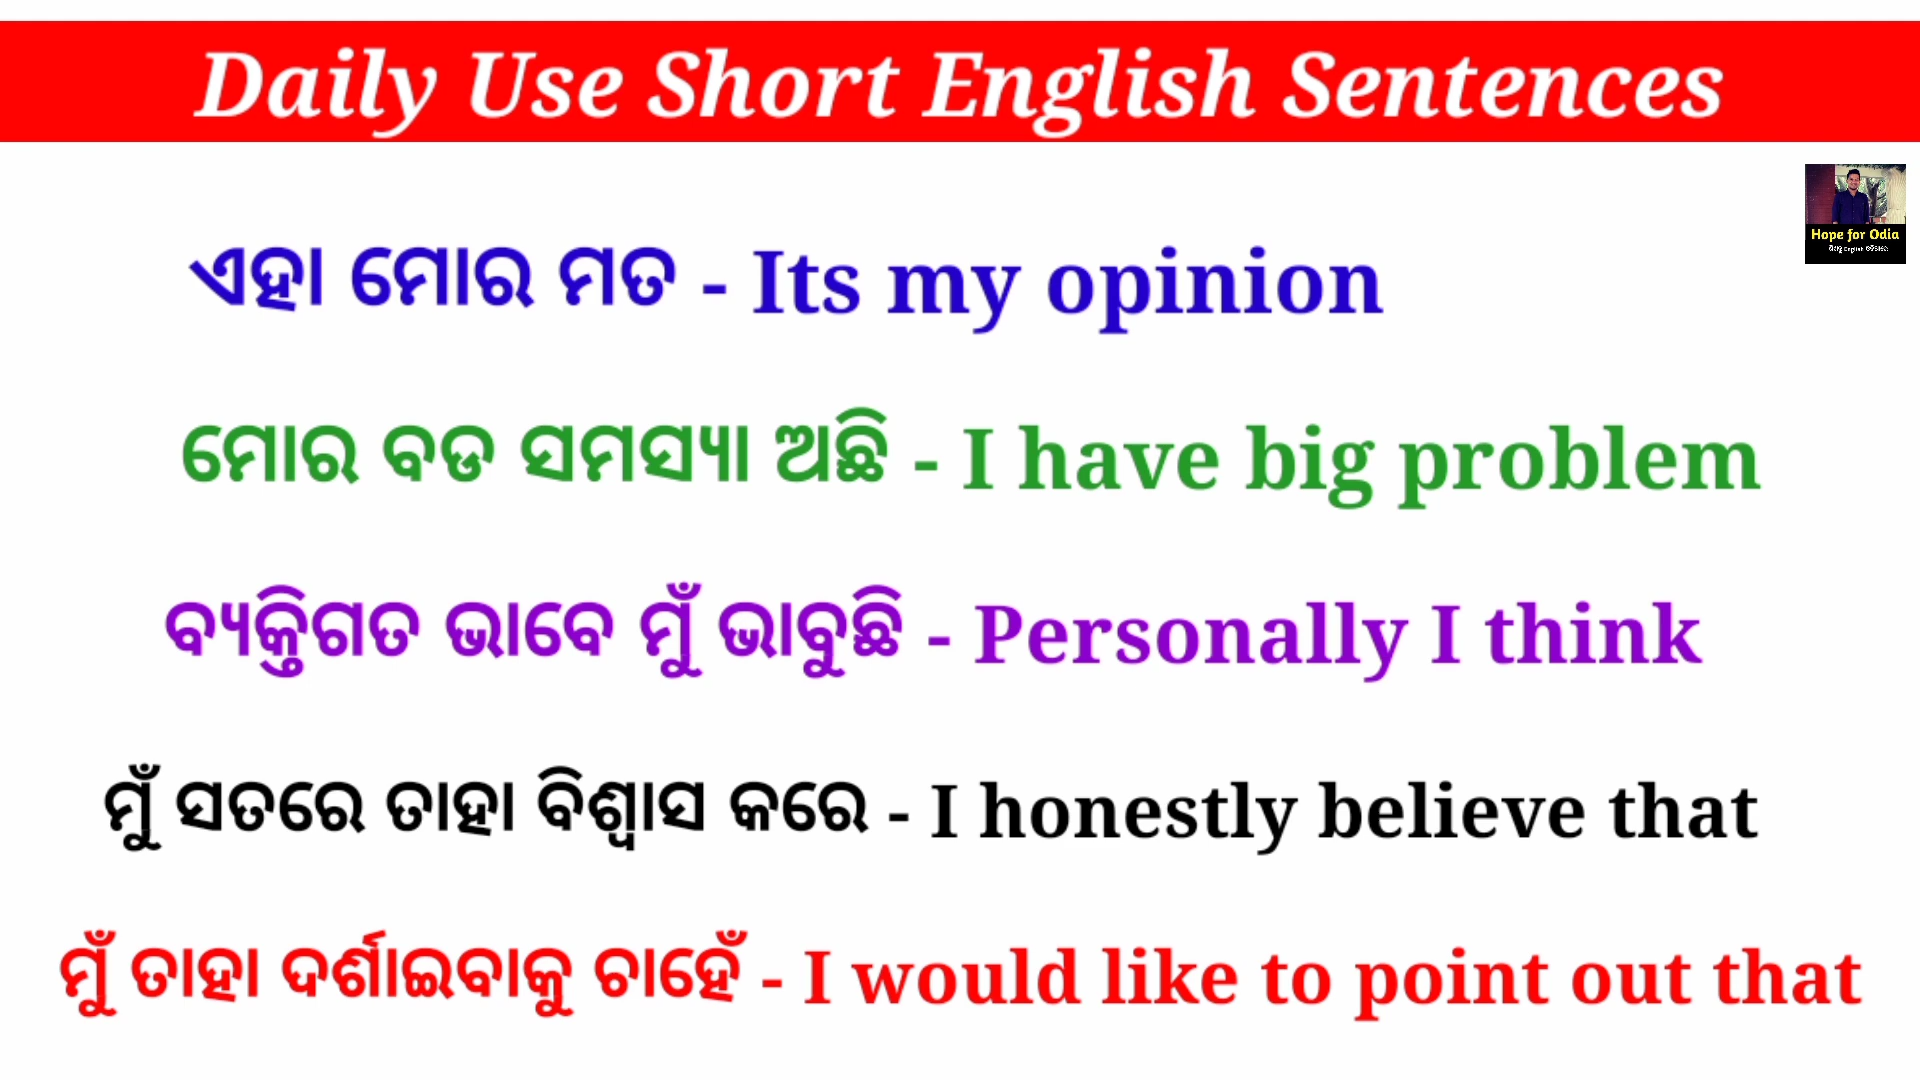 Daily Use Short English Sentences
Hope for Odia
ଏହା ମୋର ମତ - Its my opinion
ମୋର ବଡ ସମସ୍ୟା ଅଛି - I have big problem
ବ୍ୟକ୍ତିଗତ ଭାବେ ମୁଁ ଭାବୁଛି - Personally I think
ମୁଁ ସତରେ ତାହା ବିଶ୍ୱାସ କରେ - I honestly believe that
ମୁଁ ତାହା ଦର୍ଶାଇବାକୁ ଚାହେଁ - I would like to point out that